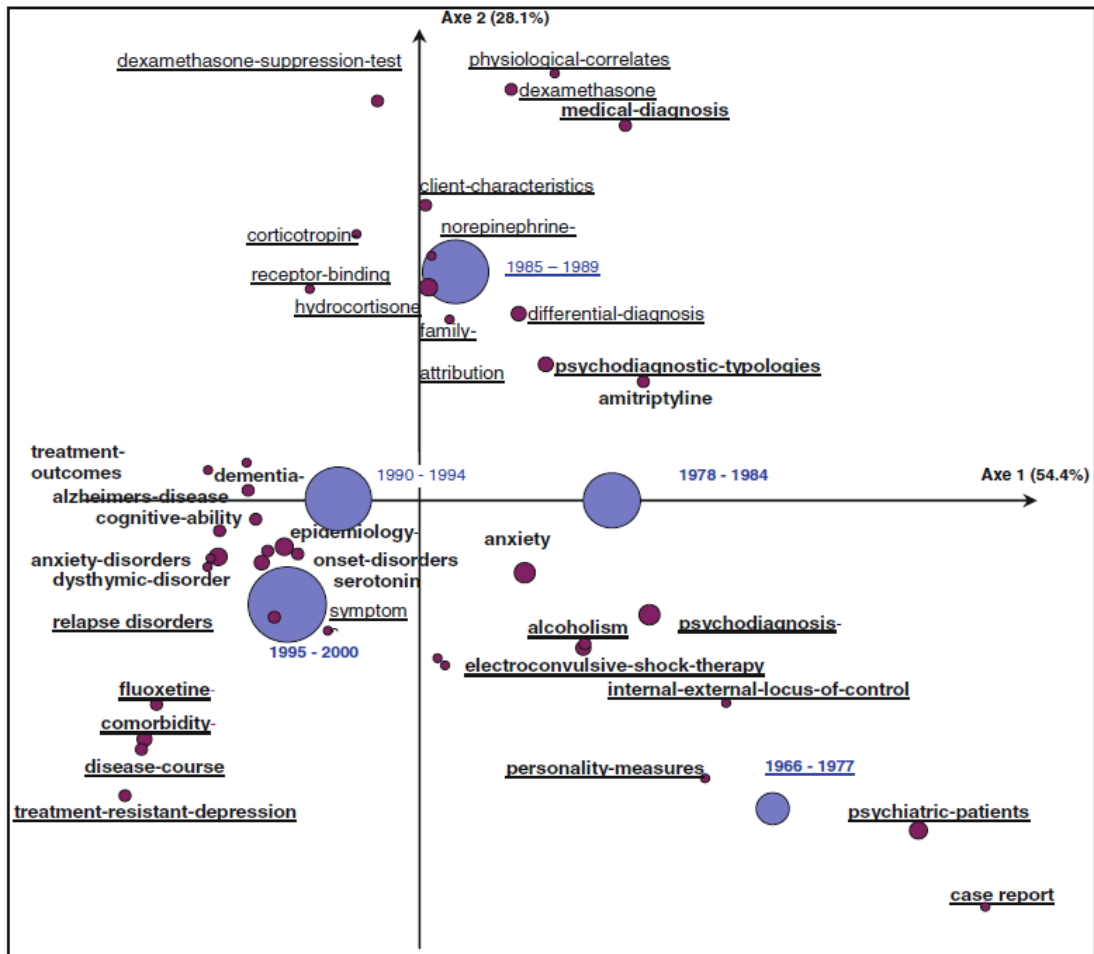 Axe 2 (28.1%)
dexamethasone-suppression-test
physiological-correlates
dexamethasone
medical-diagnosis
client-characteristics
norepinephrine-
corticotropin-
1985 – 1989
receptor-binding
hydrocortisone
differential-diagnosis
family-
attribution
psychodiagnostic-typologies
amitriptyline
treatment-
outcomes
dementia-
1990 - 1994
1978 - 1984
Axe 1 (54.4%)
alzheimers-disease
cognitive-ability
epidemiology-
anxiety
anxiety-disorders
onset-disorders
dysthymic-disorder
serotonin
relapse disorders
symptom
alcoholism
psychodiagnosis-
1995 - 2000
electroconvulsive-shock-therapy
fluoxetine-
internal-external-locus-of-control
comorbidity-
disease-course
personality-measures
1966 - 1977
treatment-resistant-depression
psychiatric-patients
case report